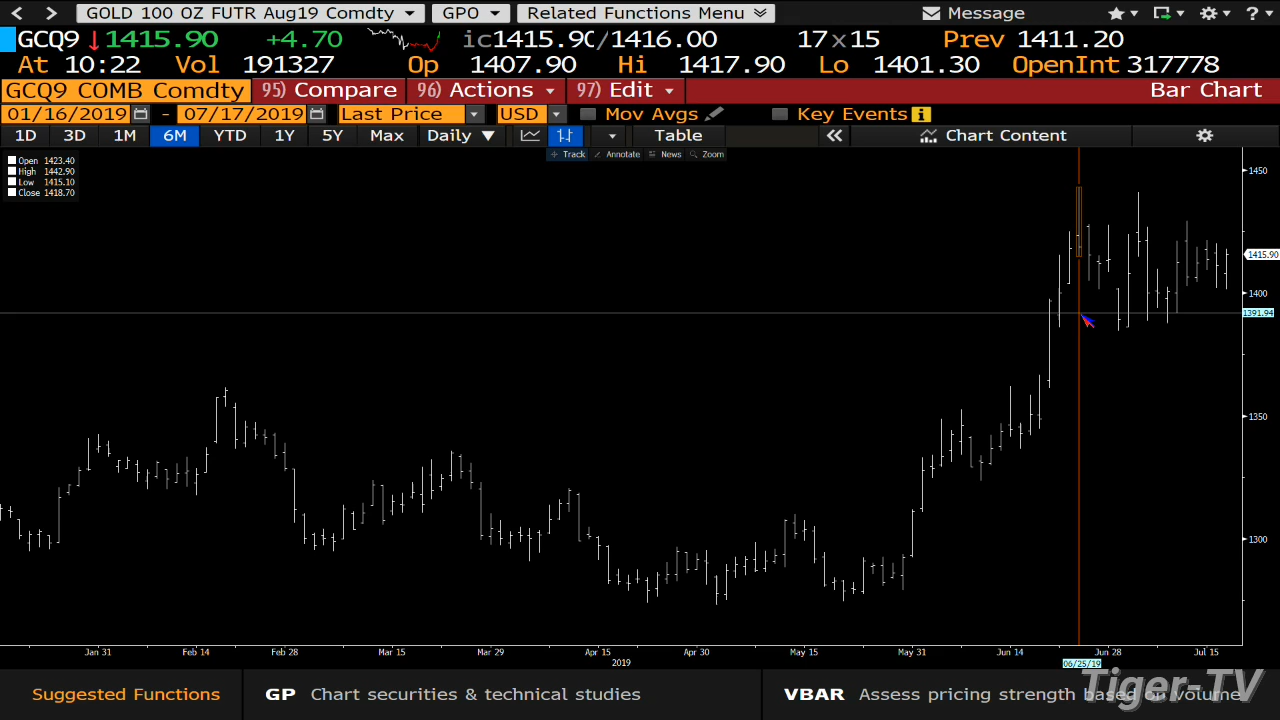 GOLD 100 OZ FUTR Aug19 Comdty GPO Related Functions Menu Message ?
GCQ9 1415.90 +4.70 ic1415.90/1416.00 17x15 Prev 1411.20
At 10:22 Vol 191327 Op 1407.90 Hi 1417.90 Lo 1401.30 OpenInt 317778
GCQ9 COMB Comdty 95) Compare 96) Actions 97) Edit Bar Chart
01/16/2019 - 07/17/2019 Last Price USD Mov Avgs Key Events i
1D 3D 1M 6M YTD 1Y 5Y Max Daily ▼ Table Chart Content
Track Annotate News Zoom
Open 1423.40
High 1442.90
Low 1415.10
Close 1418.70
1450
1415.90
1400
1391.94
1350
1300
Jan 31 Feb 14 Feb 28 Mar 15 Mar 29 Apr 15 Apr 30 May 15 May 31 Jun 14 Jun 28 Jul 15
2019 06/25/19
Tiger-TV
Suggested Functions GP Chart securities & technical studies VBAR Assess pricing strength based on volume